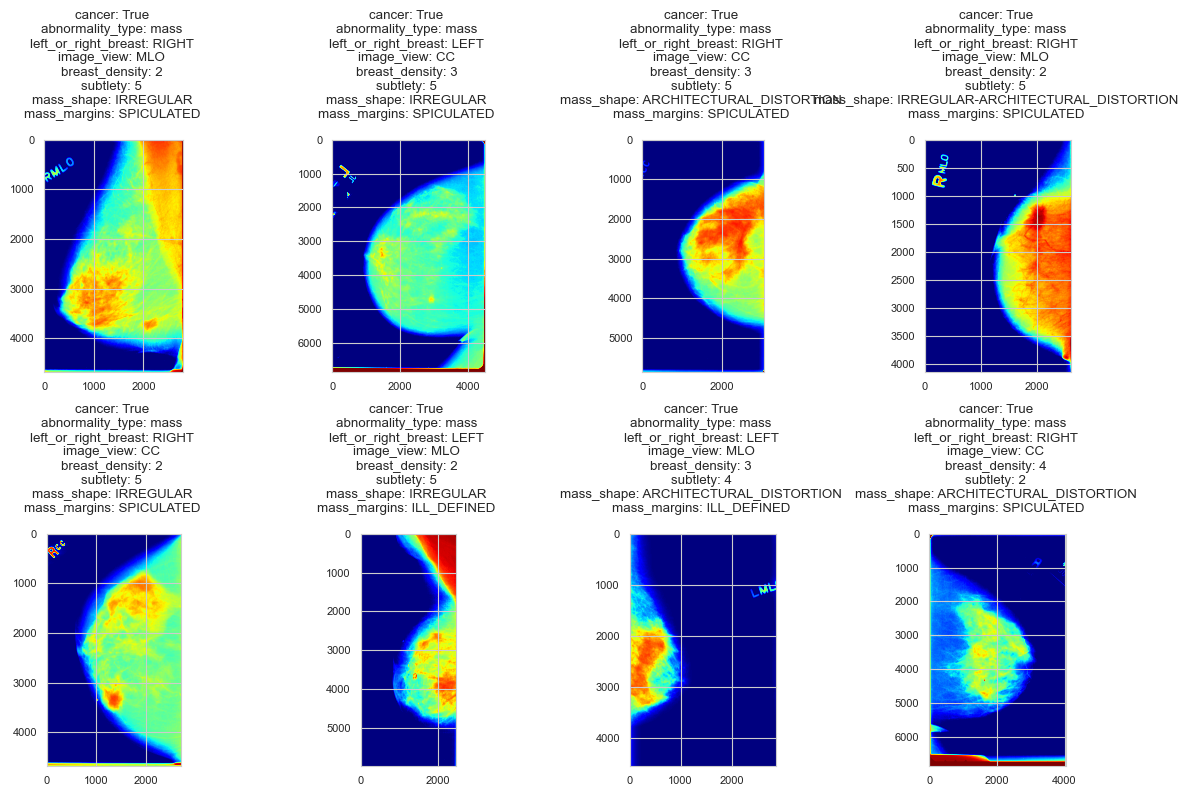 cancer: True
abnormality_type: mass
left_or_right_breast: RIGHT
image_view: MLO
breast_density: 2
subtlety: 5
mass_shape: IRREGULAR
mass_margins: SPICULATED
0
1000
2000
3000
4000
RMLO
0
2000
cancer: True
abnormality_type: mass
left_or_right_breast: LEFT
image_view: CC
breast_density: 3
subtlety: 5
mass_shape: IRREGULAR
mass_margins: SPICULATED
0
1000
2000
3000
4000
5000
6000
0
2000
4000
cancer: True
abnormality_type: mass
left_or_right_breast: RIGHT
image_view: CC
breast_density: 3
subtlety: 5
mass_shape: ARCHITECTURAL_DISTORTION
mass_margins: SPICULATED
0
1000
2000
3000
4000
5000
0
2000
cancer: True
abnormality_type: mass
left_or_right_breast: RIGHT
image_view: MLO
breast_density: 2
subtlety: 5
mass_shape: IRREGULAR-ARCHITECTURAL_DISTORTION
mass_margins: SPICULATED
0
500
1000
1500
2000
2500
3000
3500
4000
R MLO
0
1000
2000
cancer: True
abnormality_type: mass
left_or_right_breast: RIGHT
image_view: CC
breast_density: 2
subtlety: 5
mass_shape: IRREGULAR
mass_margins: SPICULATED
0
1000
2000
3000
4000
Rcc
0
1000
2000
cancer: True
abnormality_type: mass
left_or_right_breast: LEFT
image_view: MLO
breast_density: 2
subtlety: 5
mass_shape: IRREGULAR
mass_margins: ILL_DEFINED
0
1000
2000
3000
4000
5000
0
2000
cancer: True
abnormality_type: mass
left_or_right_breast: LEFT
image_view: MLO
breast_density: 3
subtlety: 4
mass_shape: ARCHITECTURAL_DISTORTION
mass_margins: ILL_DEFINED
0
1000
2000
3000
4000
LMLO
0
1000
2000
cancer: True
abnormality_type: mass
left_or_right_breast: RIGHT
image_view: CC
breast_density: 4
subtlety: 2
mass_shape: ARCHITECTURAL_DISTORTION
mass_margins: SPICULATED
0
1000
2000
3000
4000
5000
6000
0
2000
4000